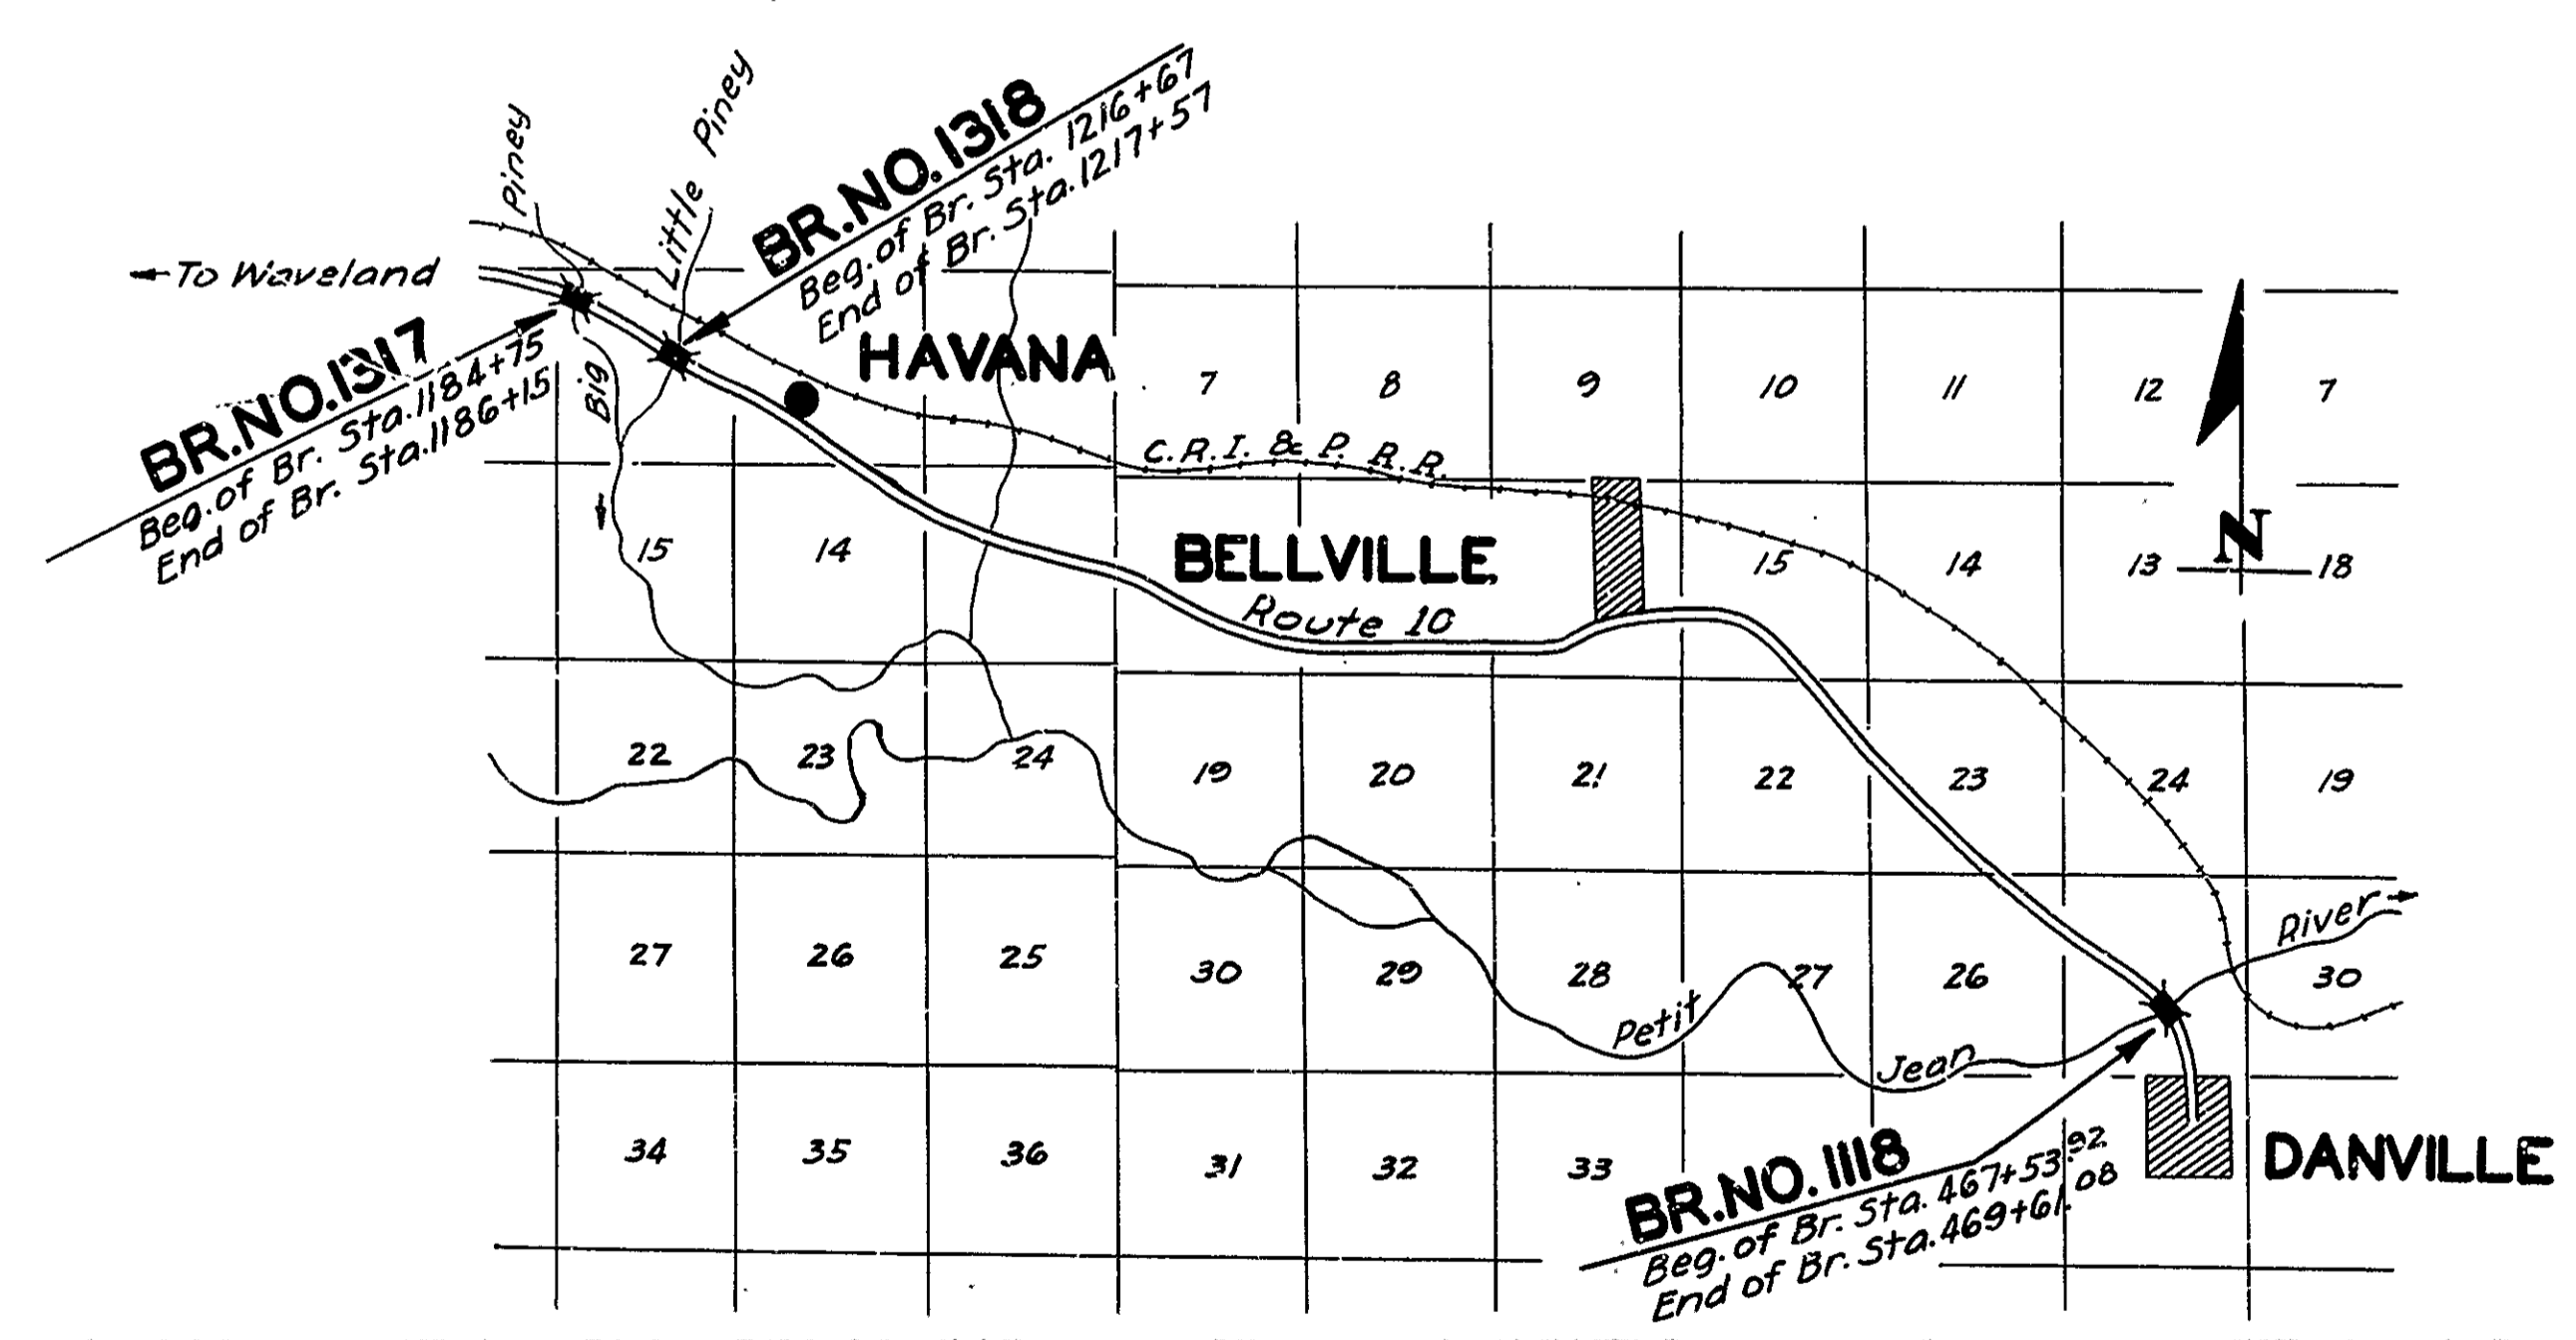 Piney
Little Piney
BR.NO.1318
Beg. of Br. Sta. 1216+67
End of Br. Sta. 1217+57
←To Waveland
BR.NO.1317
Beg. of Br. Sta. 1184+75
End of Br. Sta. 1186+15
Big
HAVANA
7 8 9 10 11 12 7
C. R. I. & P. R. R.
N
15 14
BELLVILLE
15 14 13 18
Route 10
22 23 24 19 20 21 22 23 24 19
River
27 26 25 30 29 28 27 26 30
Petit
Jean
34 35 36 31 32 33
DANVILLE
BR.NO.1118
Beg. of Br. Sta. 467+53.92
End of Br. Sta. 469+61.08